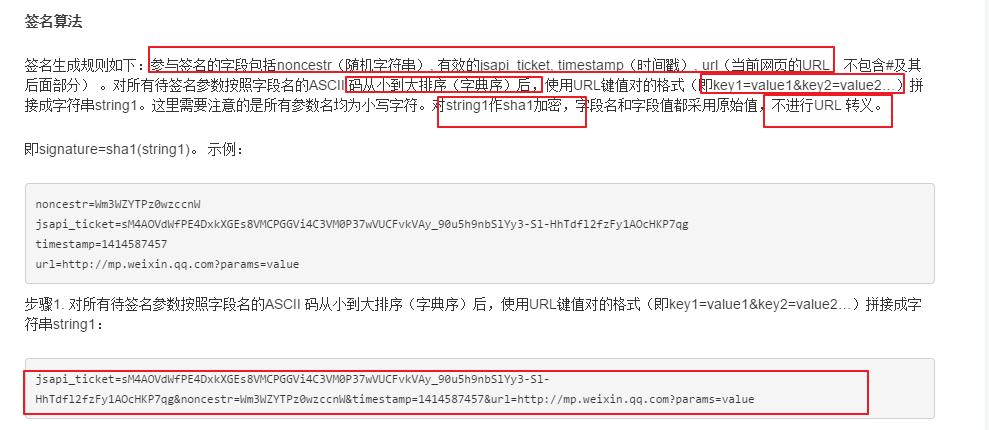 签名算法
签名生成规则如下：参与签名的字段包括noncestr（随机字符串）, 有效的jsapi_ticket, timestamp（时间戳）, url（当前网页的URL，不包含#及其
后面部分） 。对所有待签名参数按照字段名的ASCII 码从小到大排序（字典序）后，使用URL键值对的格式（即key1=value1&key2=value2…）拼
接成字符串string1。这里需要注意的是所有参数名均为小写字符。对string1作sha1加密，字段名和字段值都采用原始值，不进行URL 转义。
即signature=sha1(string1)。 示例：
noncestr=Wm3WZYTPz0wzccnW
jsapi_ticket=sM4AOVdWfPE4DxkXGEs8VMCPGGVi4C3VM0P37wVUCFvkVAy_90u5h9nbSlYy3-Sl-HhTdfl2fzFy1AOcHKP7qg
timestamp=1414587457
url=http://mp.weixin.qq.com?params=value
步骤1. 对所有待签名参数按照字段名的ASCII 码从小到大排序（字典序）后，使用URL键值对的格式（即key1=value1&key2=value2…）拼接成字
符串string1：
jsapi_ticket=sM4AOVdWfPE4DxkXGEs8VMCPGGVi4C3VM0P37wVUCFvkVAy_90u5h9nbSlYy3-Sl-
HhTdfl2fzFy1AOcHKP7qg&noncestr=Wm3WZYTPz0wzccnW&timestamp=1414587457&url=http://mp.weixin.qq.com?params=value